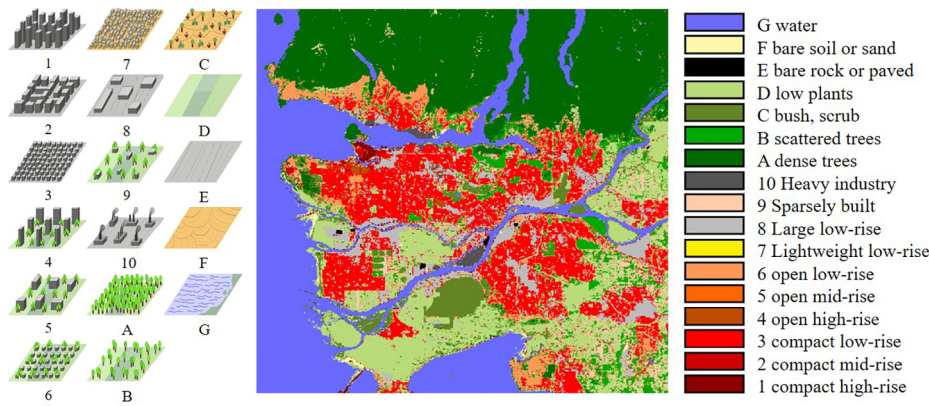 1
7
C
2
8
D
3
9
E
4
10
F
5
A
G
6
B
G water
F bare soil or sand
E bare rock or paved
D low plants
C bush, scrub
B scattered trees
A dense trees
10 Heavy industry
9 Sparsely built
8 Large low-rise
7 Lightweight low-rise
6 open low-rise
5 open mid-rise
4 open high-rise
3 compact low-rise
2 compact mid-rise
1 compact high-rise